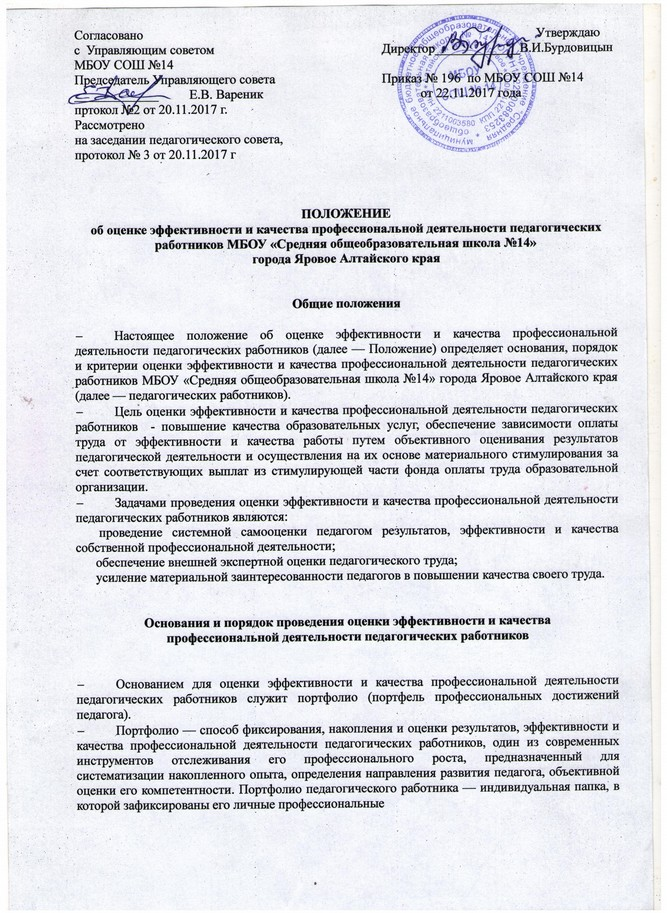 Согласовано
с Управляющим советом
МБОУ СОШ №14
Председатель Управляющего совета
Е.В. Вареник
пртокол №2 от 20.11.2017 г.
Рассмотрено
на заседании педагогического совета,
протокол № 3 от 20.11.2017 г
Утверждаю
Директор В.И.Бурдовицын
Приказ № 196 по МБОУ СОШ №14
от 22.11.2017 года
ПОЛОЖЕНИЕ
об оценке эффективности и качества профессиональной деятельности педагогических
работников МБОУ «Средняя общеобразовательная школа №14»
города Яровое Алтайского края
Общие положения
– Настоящее положение об оценке эффективности и качества профессиональной
деятельности педагогических работников (далее — Положение) определяет основания, порядок
и критерии оценки эффективности и качества профессиональной деятельности педагогических
работников МБОУ «Средняя общеобразовательная школа №14» города Яровое Алтайского края
(далее — педагогических работников).
– Цель оценки эффективности и качества профессиональной деятельности педагогических
работников - повышение качества образовательных услуг, обеспечение зависимости оплаты
труда от эффективности и качества работы путем объективного оценивания результатов
педагогической деятельности и осуществления на их основе материального стимулирования за
счет соответствующих выплат из стимулирующей части фонда оплаты труда образовательной
организации.
– Задачами проведения оценки эффективности и качества профессиональной деятельности
педагогических работников являются:
проведение системной самооценки педагогом результатов, эффективности и качества
собственной профессиональной деятельности;
обеспечение внешней экспертной оценки педагогического труда;
усиление материальной заинтересованности педагогов в повышении качества своего труда.
Основания и порядок проведения оценки эффективности и качества
профессиональной деятельности педагогических работников
– Основанием для оценки эффективности и качества профессиональной деятельности
педагогических работников служит портфолио (портфель профессиональных достижений
педагога).
– Портфолио — способ фиксирования, накопления и оценки результатов, эффективности и
качества профессиональной деятельности педагогических работников, один из современных
инструментов отслеживания его профессионального роста, предназначенный для
систематизации накопленного опыта, определения направления развития педагога, объективной
оценки его компетентности. Портфолио педагогического работника — индивидуальная папка, в
которой зафиксированы его личные профессиональные